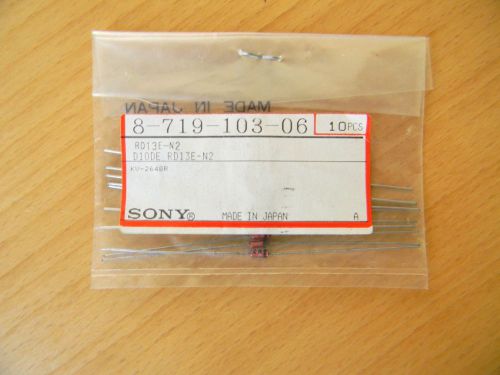 MADE IN JAPAN
8-719-103-06 10PCS
RD13E-N2
DIODE, RD13E-N2
KV-2648R
SONY® MADE IN JAPAN A